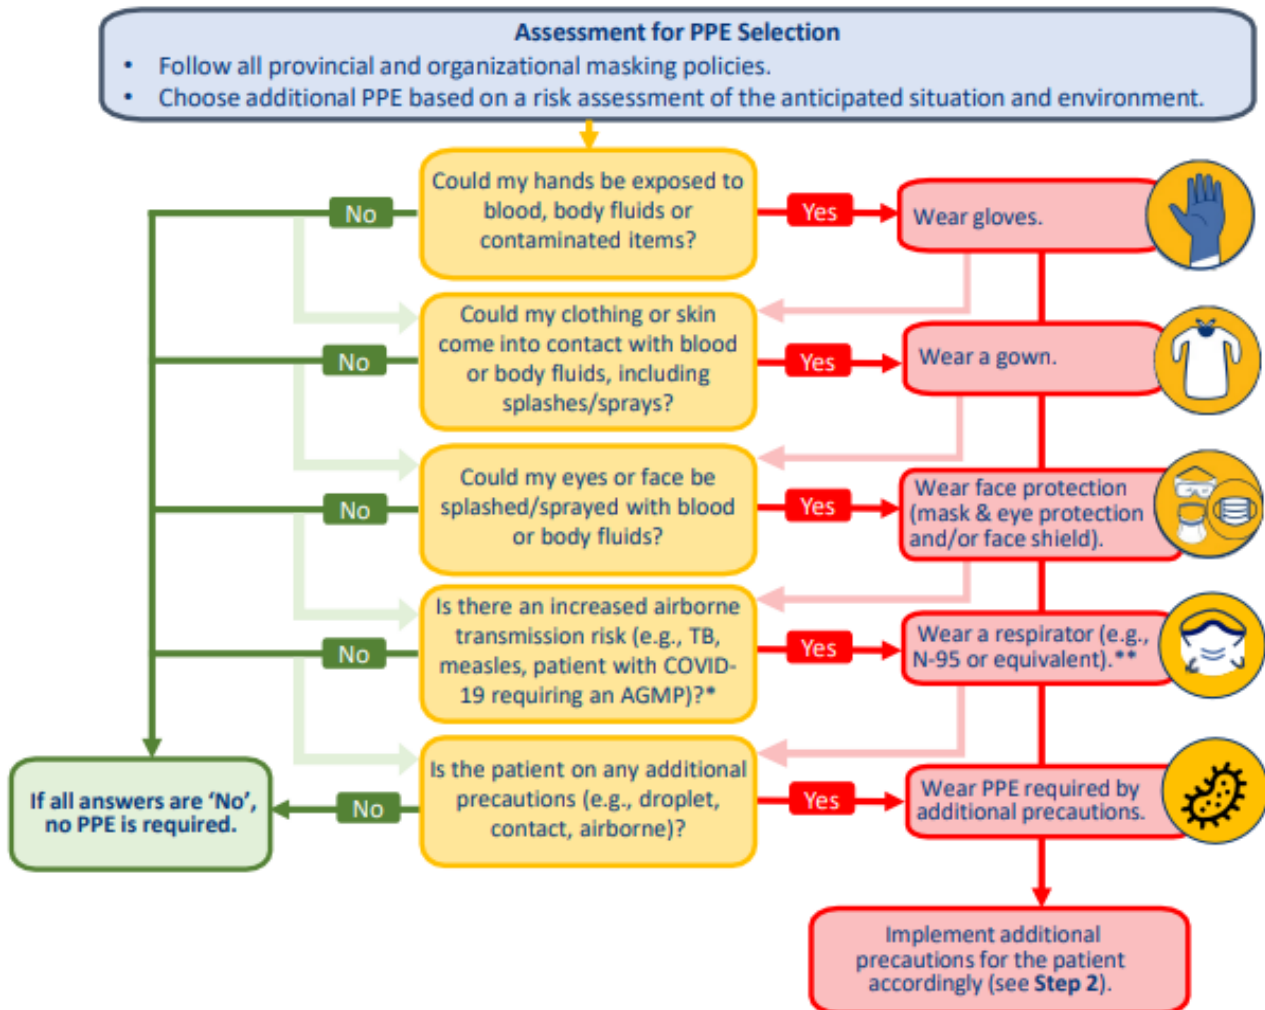 Assessment for PPE Selection
• Follow all provincial and organizational masking policies.
• Choose additional PPE based on a risk assessment of the anticipated situation and environment.
Could my hands be exposed to
blood, body fluids or
contaminated items?
No
Yes
Wear gloves.
Could my clothing or skin
come into contact with blood
or body fluids, including
splashes/sprays?
No
Yes
Wear a gown.
Could my eyes or face be
splashed/sprayed with blood
or body fluids?
No
Yes
Wear face protection
(mask & eye protection
and/or face shield).
Is there an increased airborne
transmission risk (e.g., TB,
measles, patient with COVID-
19 requiring an AGMP)?*
No
Yes
Wear a respirator (e.g.,
N-95 or equivalent).**
Is the patient on any additional
precautions (e.g., droplet,
contact, airborne)?
No
Yes
Wear PPE required by
additional precautions.
If all answers are ‘No’,
no PPE is required.
Implement additional
precautions for the patient
accordingly (see Step 2).